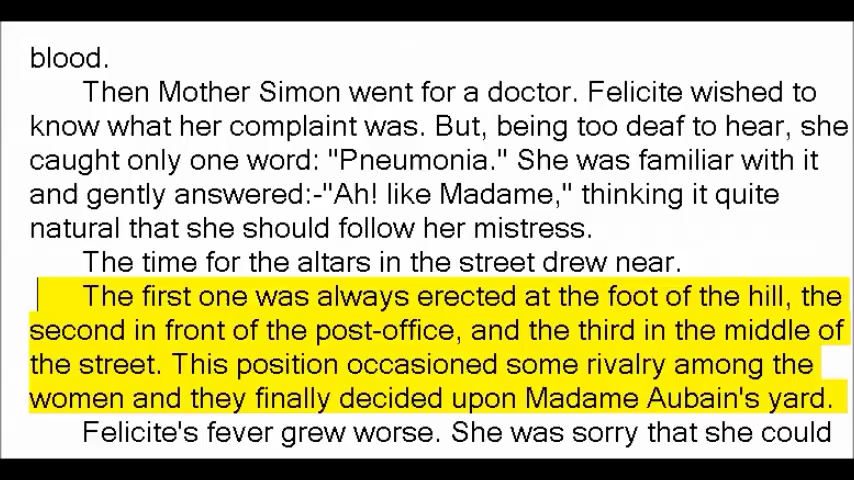 blood.
Then Mother Simon went for a doctor. Felicite wished to
know what her complaint was. But, being too deaf to hear, she
caught only one word: "Pneumonia." She was familiar with it
and gently answered:-"Ah! like Madame," thinking it quite
natural that she should follow her mistress.
The time for the altars in the street drew near.
The first one was always erected at the foot of the hill, the
second in front of the post-office, and the third in the middle of
the street. This position occasioned some rivalry among the
women and they finally decided upon Madame Aubain's yard.
Felicite's fever grew worse. She was sorry that she could